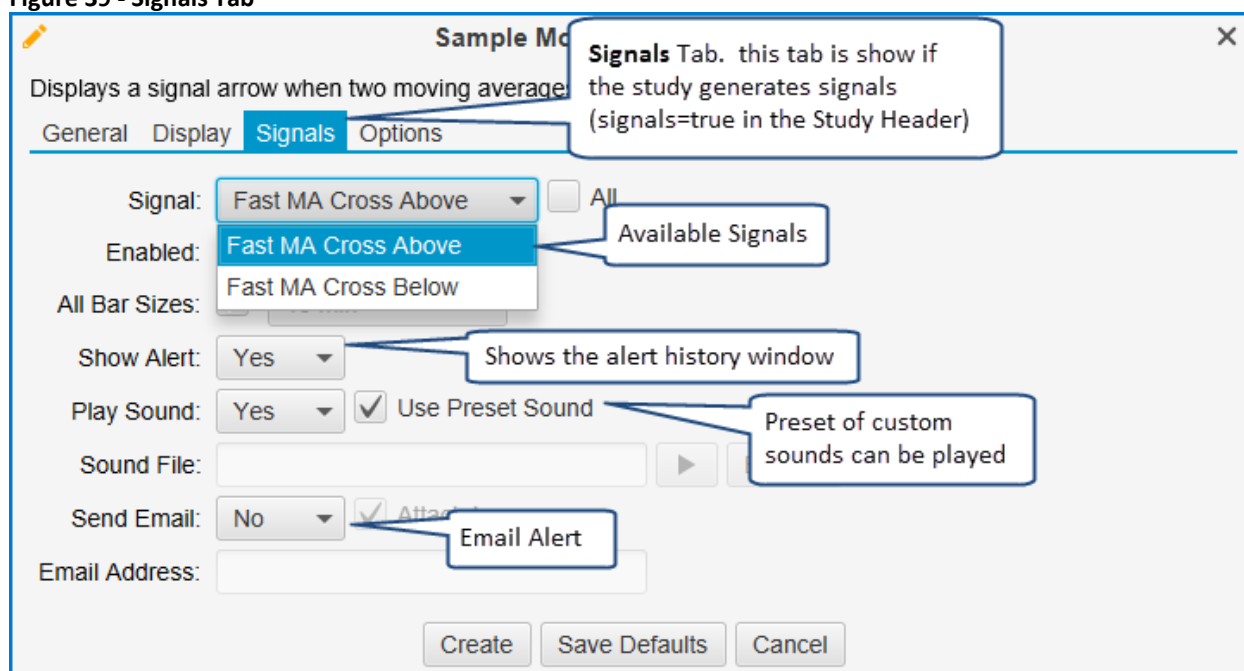 Figure 39 - Signals Tab
Sample Mo
Signals Tab. this tab is show if
the study generates signals
(signals=true in the Study Header)
Displays a signal arrow when two moving average
General Display Signals Options
Signal: Fast MA Cross Above All
Available Signals
Enabled: Fast MA Cross Above
Fast MA Cross Below
All Bar Sizes:
Show Alert: Yes
Shows the alert history window
Play Sound: Yes Use Preset Sound
Preset of custom
sounds can be played
Sound File:
Send Email: No
Email Alert
Email Address:
Create Save Defaults Cancel